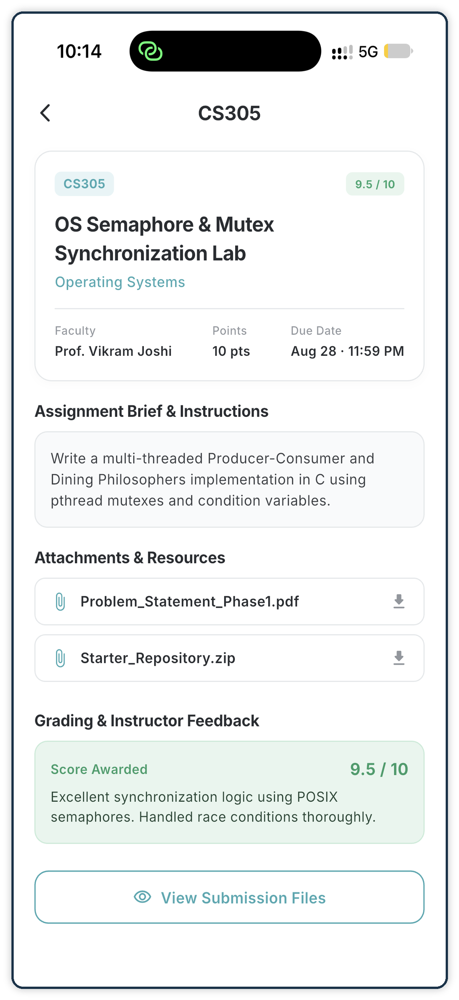 10:14
5G
CS305
CS305
9.5 / 10
OS Semaphore & Mutex
Synchronization Lab
Operating Systems
Faculty
Points
Due Date
Prof. Vikram Joshi
10 pts
Aug 28 · 11:59 PM
Assignment Brief & Instructions
Write a multi-threaded Producer-Consumer and
Dining Philosophers implementation in C using
pthread mutexes and condition variables.
Attachments & Resources
Problem_Statement_Phase1.pdf
Starter_Repository.zip
Grading & Instructor Feedback
Score Awarded
9.5 / 10
Excellent synchronization logic using POSIX
semaphores. Handled race conditions thoroughly.
View Submission Files